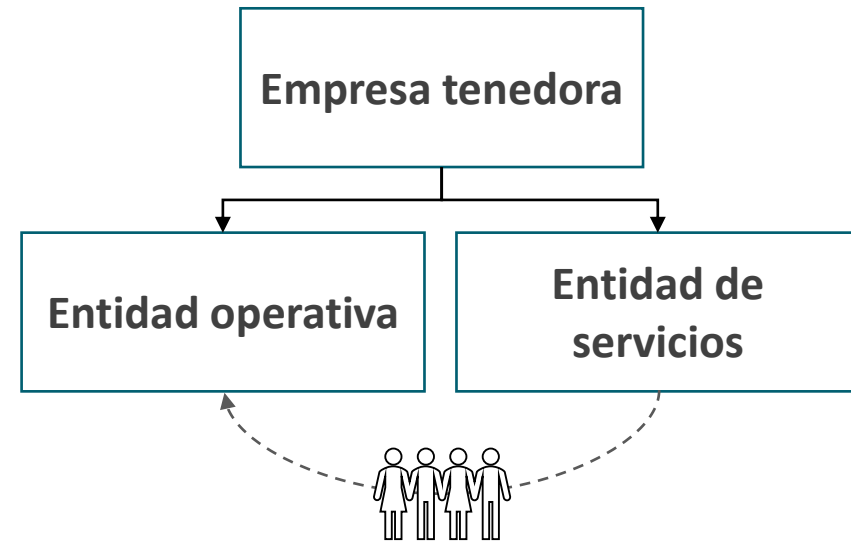 Empresa tenedora
Entidad operativa
Entidad de
servicios